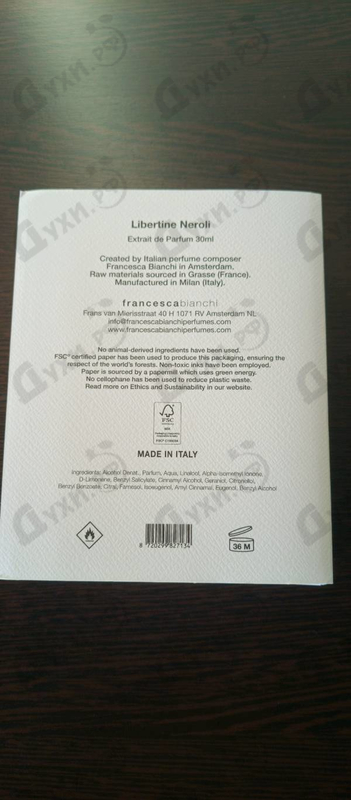 Libertine Neroli
Extrait de Parfum 30ml
Created by Italian perfume composer
Francesca Bianchi in Amsterdam.
Raw materials sourced in Grasse (France).
Manufactured in Milan (Italy).
francescabianchi
Frans van Mierisstraat 40 H 1071 RV Amsterdam NL
info@francescabianchiperfumes.com
www.francescabianchiperfumes.com
No animal-derived ingredients have been used.
FSC® certified paper has been used to produce this packaging, ensuring the
respect of the world's forests. Non-toxic inks have been employed.
Paper is sourced by a papermill which uses green energy.
No cellophane has been used to reduce plastic waste.
Read more on Ethics and Sustainability in our website.
FSC
MADE IN ITALY
Ingredients: Alcohol Denat., Parfum, Aqua, Linalool, Alpha-Isomethyl Ionone,
D-Limonene, Benzyl Salicylate, Cinnamyl Alcohol, Geraniol, Citronellol,
Benzyl Benzoate, Citral, Farnesol, Isoeugenol, Amyl Cinnamal, Eugenol, Benzyl Alcohol
8 720299 827134
36 M
Духи.рф